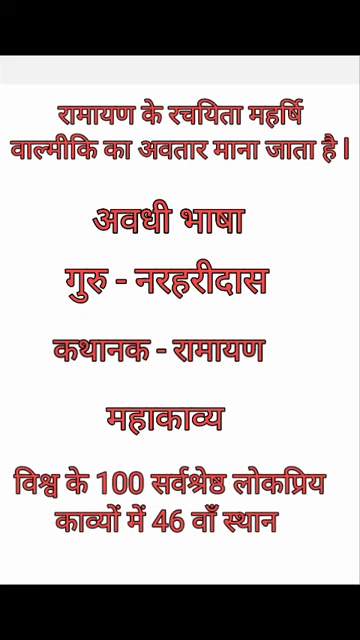 रामायण के रचयिता महर्षि
वाल्मीकि का अवतार माना जाता है |
अवधी भाषा
गुरु - नरहरीदास
कथानक - रामायण
महाकाव्य
विश्व के 100 सर्वश्रेष्ठ लोकप्रिय
काव्यों में 46 वाँ स्थान